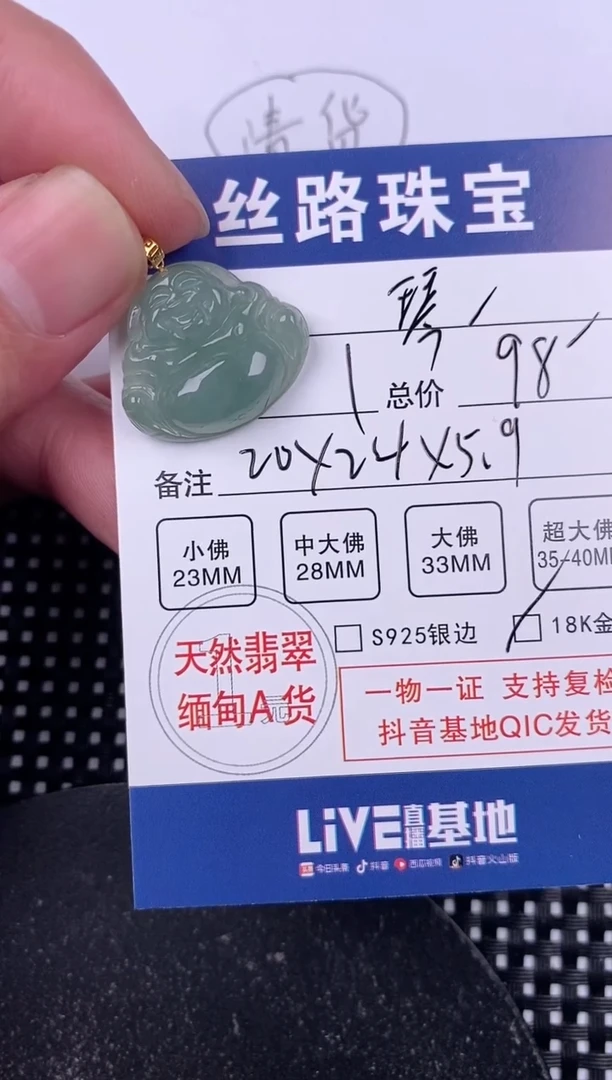 情货
丝路珠宝
琴
1 总价 98
备注 20X24X5.9
小佛 23MM
中大佛 28MM
大佛 33MM
超大佛 35-40MM
S925银边 18K金
天然翡翠
缅甸A货
一物一证 支持复检
抖音基地QIC发货
LiVE直播基地
今日头条 抖音 西瓜视频 抖音火山版